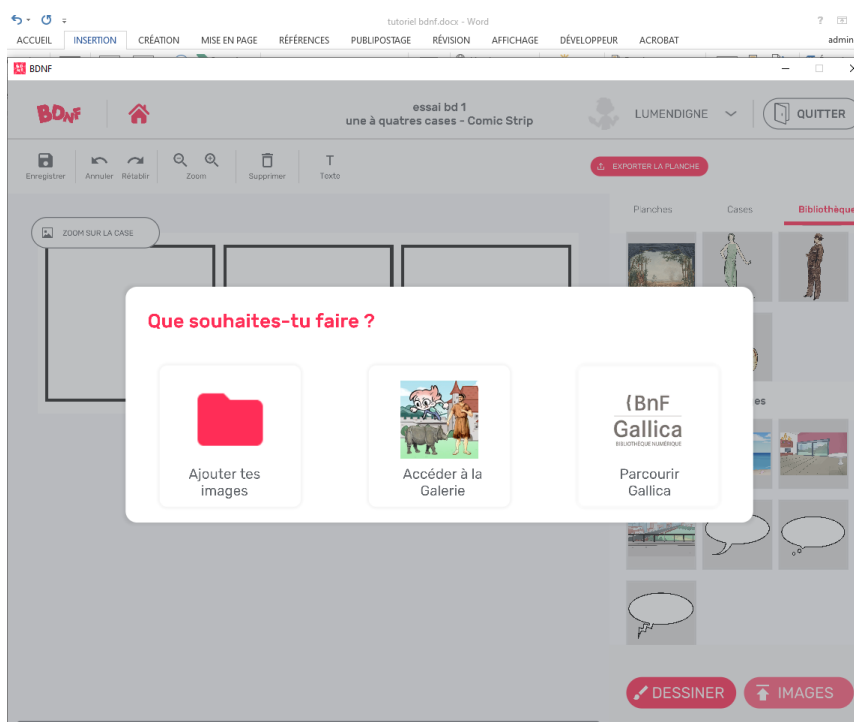 tutoriel bdnf.docx - Word
?
ACCUEIL INSERTION CRÉATION MISE EN PAGE RÉFÉRENCES PUBLIPOSTAGE RÉVISION AFFICHAGE DÉVELOPPEUR ACROBAT admin
BDNF
BDNF
essai bd 1
une à quatres cases - Comic Strip
LUMENDIGNE
QUITTER
Enregistrer Annuler Rétablir Zoom Supprimer T Texte
EXPORTER LA PLANCHE
Planches Cases Bibliothèque
ZOOM SUR LA CASE
Que souhaites-tu faire ?
Ajouter tes
images
Accéder à la
Galerie
{BnF
Gallica
BIBLIOTHÈQUE NUMÉRIQUE
Parcourir
Gallica
DESSINER
IMAGES